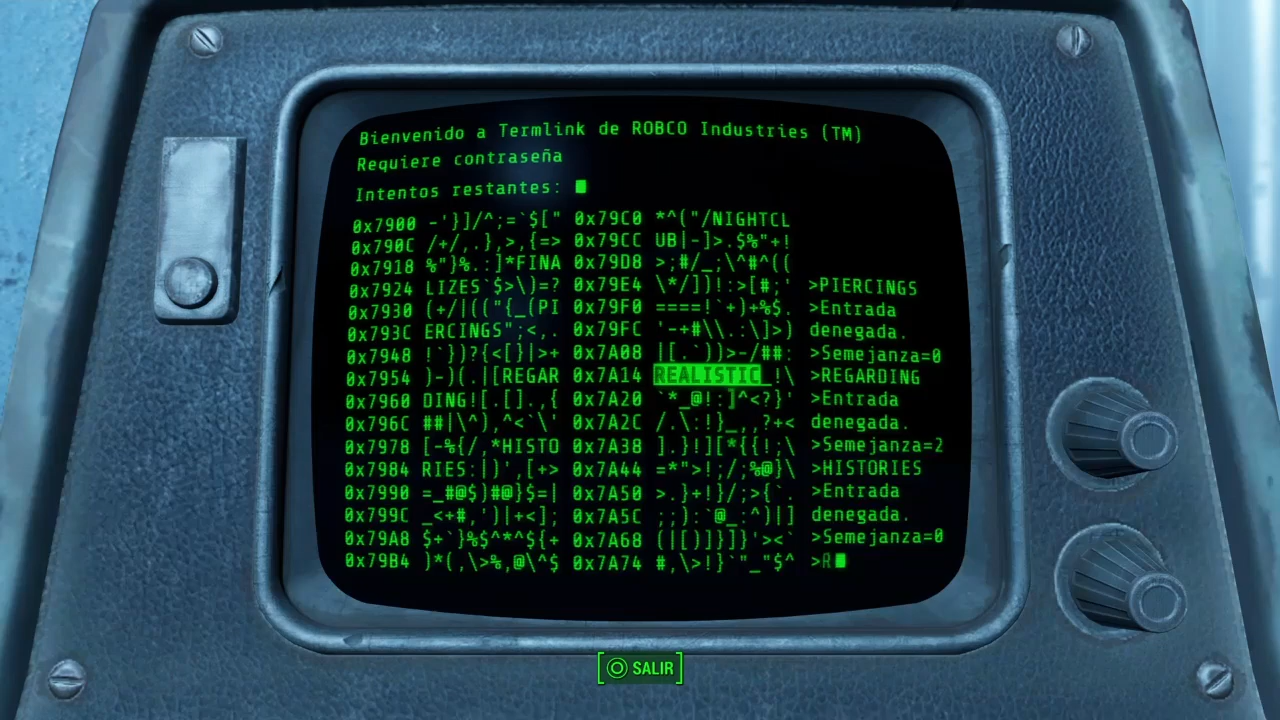 Bienvenido a Termlink de ROBCO Industries (TM)
Requiere contraseña
Intentos restantes: ■
0x7900 -'}]/^;=`$[" 0x79C0 *^("/NIGHTCL
0x790C /+/,.},>,{=> 0x79CC UB|-]>.$%"+!
0x7918 %"}%.:]*FINA 0x79D8 >;#/_;\^#^((
0x7924 LIZES`$>\)=? 0x79E4 \*/])!:>[#;' >PIERCINGS
0x7930 (+/|(("{_(PI 0x79F0 ====!`+)+%$. >Entrada
0x793C ERCINGS";<,. 0x79FC '-+#\\.:\]>) denegada.
0x7948 !`})?{<[}|>+ 0x7A08 |[.`))>-/##: >Semejanza=0
0x7954 )-)(.|[REGAR 0x7A14 REALISTIC_!\ >REGARDING
0x7960 DING![.[].,{ 0x7A20 `*_@!:]^<?}' >Entrada
0x796C ##|\^),^<`\' 0x7A2C /.\:!}_,,?+< denegada.
0x7978 [-%{/,*HISTO 0x7A38 ].}!][*{{!;\ >Semejanza=2
0x7984 RIES:|)',[+> 0x7A44 =*">!;/;%@}\ >HISTORIES
0x7990 =_#@$)#@}$=| 0x7A50 >.}+!}/;>{`. >Entrada
0x799C _<+#,')|+<]; 0x7A5C ;;):`@_:^)|] denegada.
0x79A8 $+`}%$^*^${+ 0x7A68 (|[)]}]}'><` >Semejanza=0
0x79B4 )*(,\>%,@\^$ 0x7A74 #,\>!}`"_"$^ >R■
SALIR